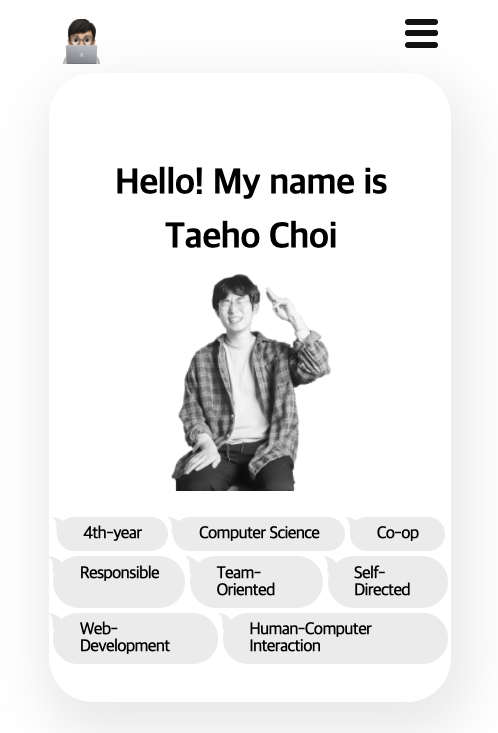 Hello! My name is
Taeho Choi
4th-year Computer Science Co-op
Responsible Team- Self-
Oriented Directed
Web- Human-Computer
Development Interaction